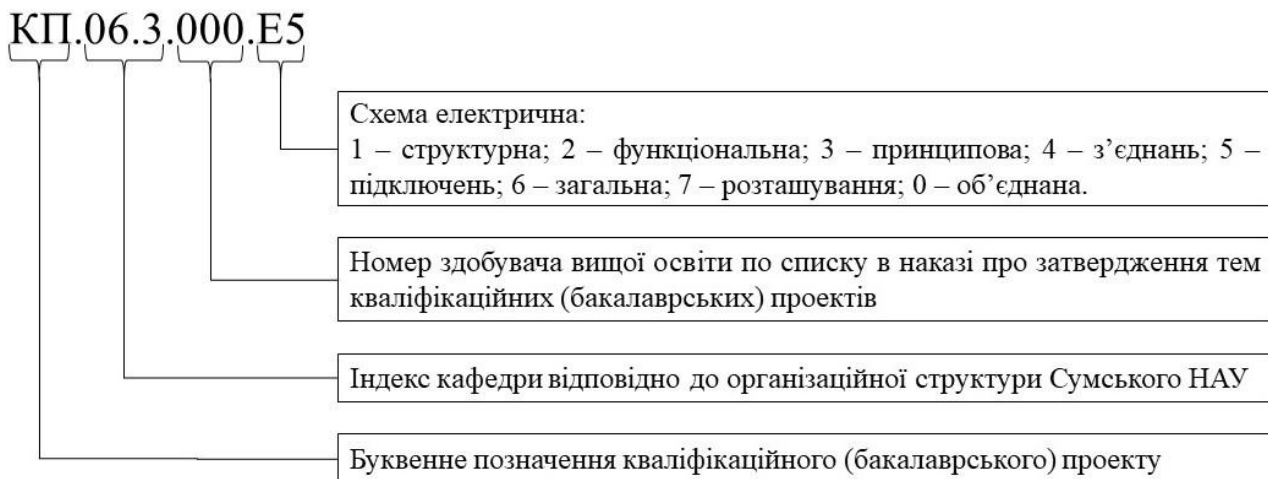 КП.06.3.000.Е5
Схема електрична:
1 – структурна; 2 – функціональна; 3 – принципова; 4 – з’єднань; 5 –
підключень; 6 – загальна; 7 – розташування; 0 – об’єднана.
Номер здобувача вищої освіти по списку в наказі про затвердження тем
кваліфікаційних (бакалаврських) проектів
Індекс кафедри відповідно до організаційної структури Сумського НАУ
Буквенне позначення кваліфікаційного (бакалаврського) проекту